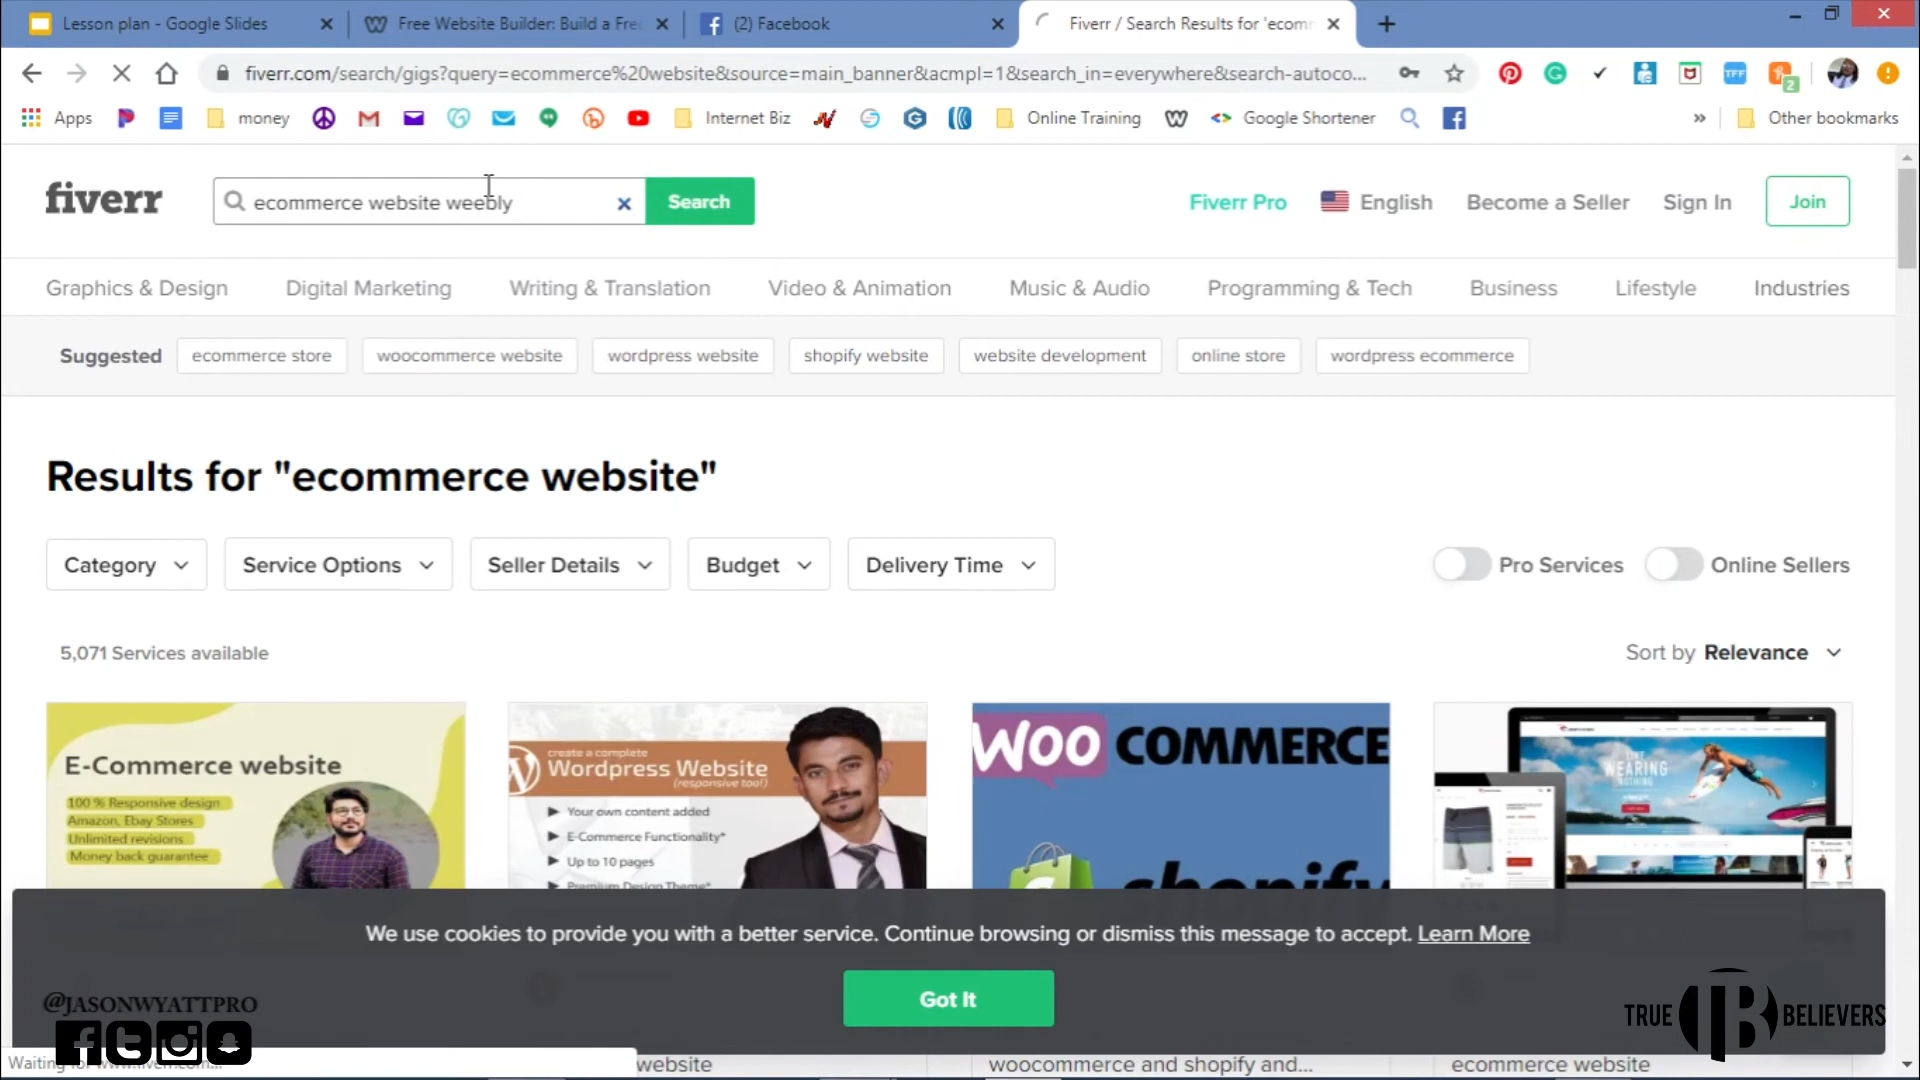 Lesson plan - Google Slides
Free Website Builder: Build a Fre
(2) Facebook
Fiverr / Search Results for 'ecom
fiverr.com/search/gigs?query=ecommerce%20website&source=main_banner&acmpl=1&search_in=everywhere&search-autoco...
Apps
money
Internet Biz
Online Training
Google Shortener
Other bookmarks
fiverr
ecommerce website weebly
Search
Fiverr Pro
English
Become a Seller
Sign In
Join
Graphics & Design
Digital Marketing
Writing & Translation
Video & Animation
Music & Audio
Programming & Tech
Business
Lifestyle
Industries
Suggested
ecommerce store
woocommerce website
wordpress website
shopify website
website development
online store
wordpress ecommerce
Results for "ecommerce website"
Category
Service Options
Seller Details
Budget
Delivery Time
Pro Services
Online Sellers
5,071 Services available
Sort by Relevance
E-Commerce website
100 % Responsive design
Amazon, Ebay Stores
Unlimited revisions
Money back guarantee
create a complete
Wordpress Website
(responsive too!)
Your own content added
E-Commerce Functionality*
Up to 10 pages
Premium Design Theme*
WOO COMMERCE
shopify
WEARING
NOTHING
We use cookies to provide you with a better service. Continue browsing or dismiss this message to accept. Learn More
Got It
@JASONWYATTPRO
TRUE TB BELIEVERS
Waiting for www.fiverr.com...
website
woocommerce and shopify and...
ecommerce website